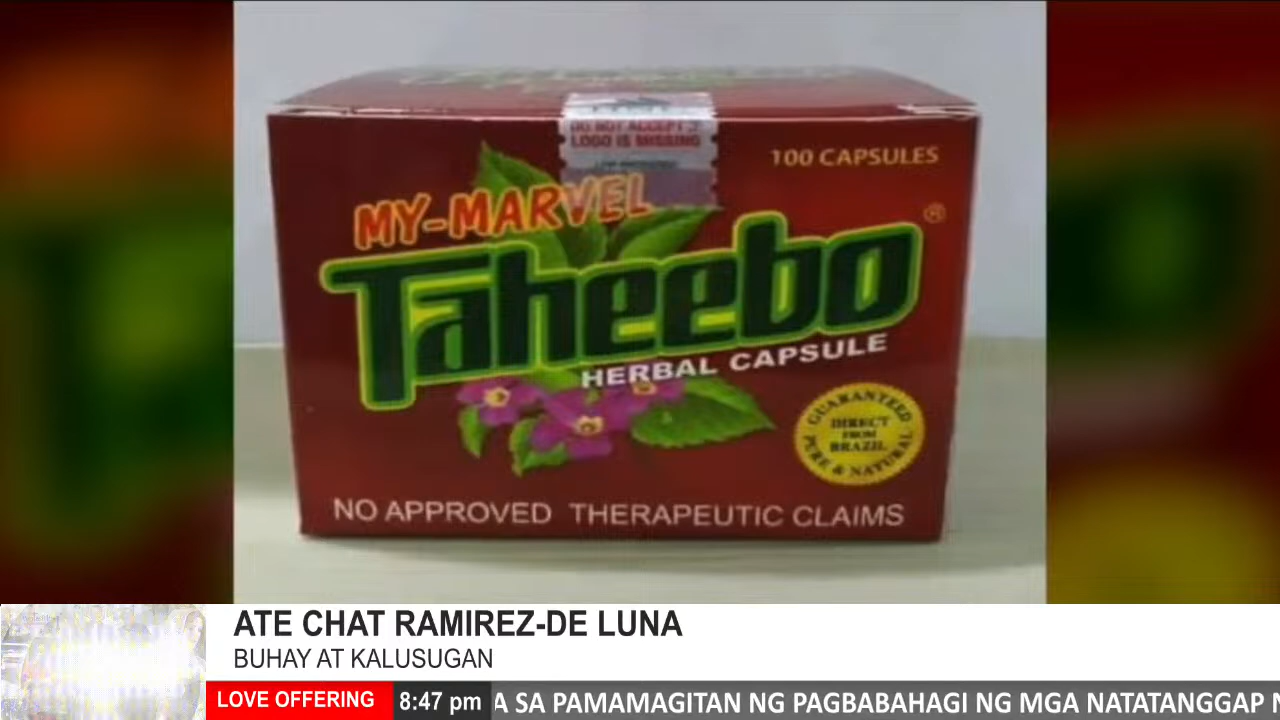 DO NOT ACCEPT IF
LOGO IS MISSING
100 CAPSULES
MY-MARVEL
Taheebo ®
HERBAL CAPSULE
GUARANTEED
DIRECT
FROM
BRAZIL
PURE & NATURAL
NO APPROVED THERAPEUTIC CLAIMS
ATE CHAT RAMIREZ-DE LUNA
BUHAY AT KALUSUGAN
LOVE OFFERING 8:47 pm A SA PAMAMAGITAN NG PAGBABAHAGI NG MGA NATATANGGAP N